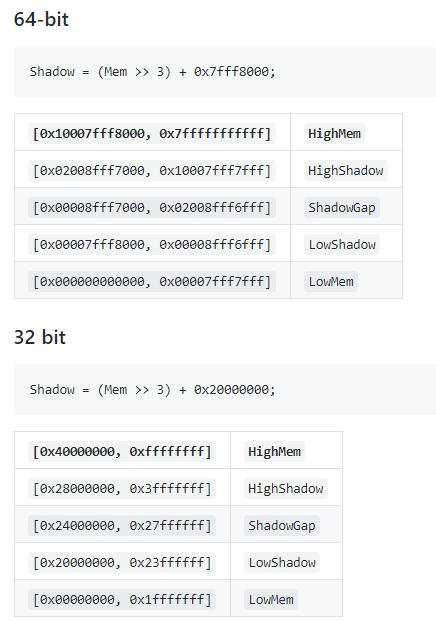 64-bit
Shadow = (Mem >> 3) + 0x7fff8000;
[0x10007fff8000, 0x7fffffffffff] HighMem
[0x02008fff7000, 0x10007fff7fff] HighShadow
[0x00008fff7000, 0x02008fff6fff] ShadowGap
[0x00007fff8000, 0x00008fff6fff] LowShadow
[0x000000000000, 0x00007fff7fff] LowMem
32 bit
Shadow = (Mem >> 3) + 0x20000000;
[0x40000000, 0xffffffff] HighMem
[0x28000000, 0x3fffffff] HighShadow
[0x24000000, 0x27ffffff] ShadowGap
[0x20000000, 0x23ffffff] LowShadow
[0x00000000, 0x1fffffff] LowMem